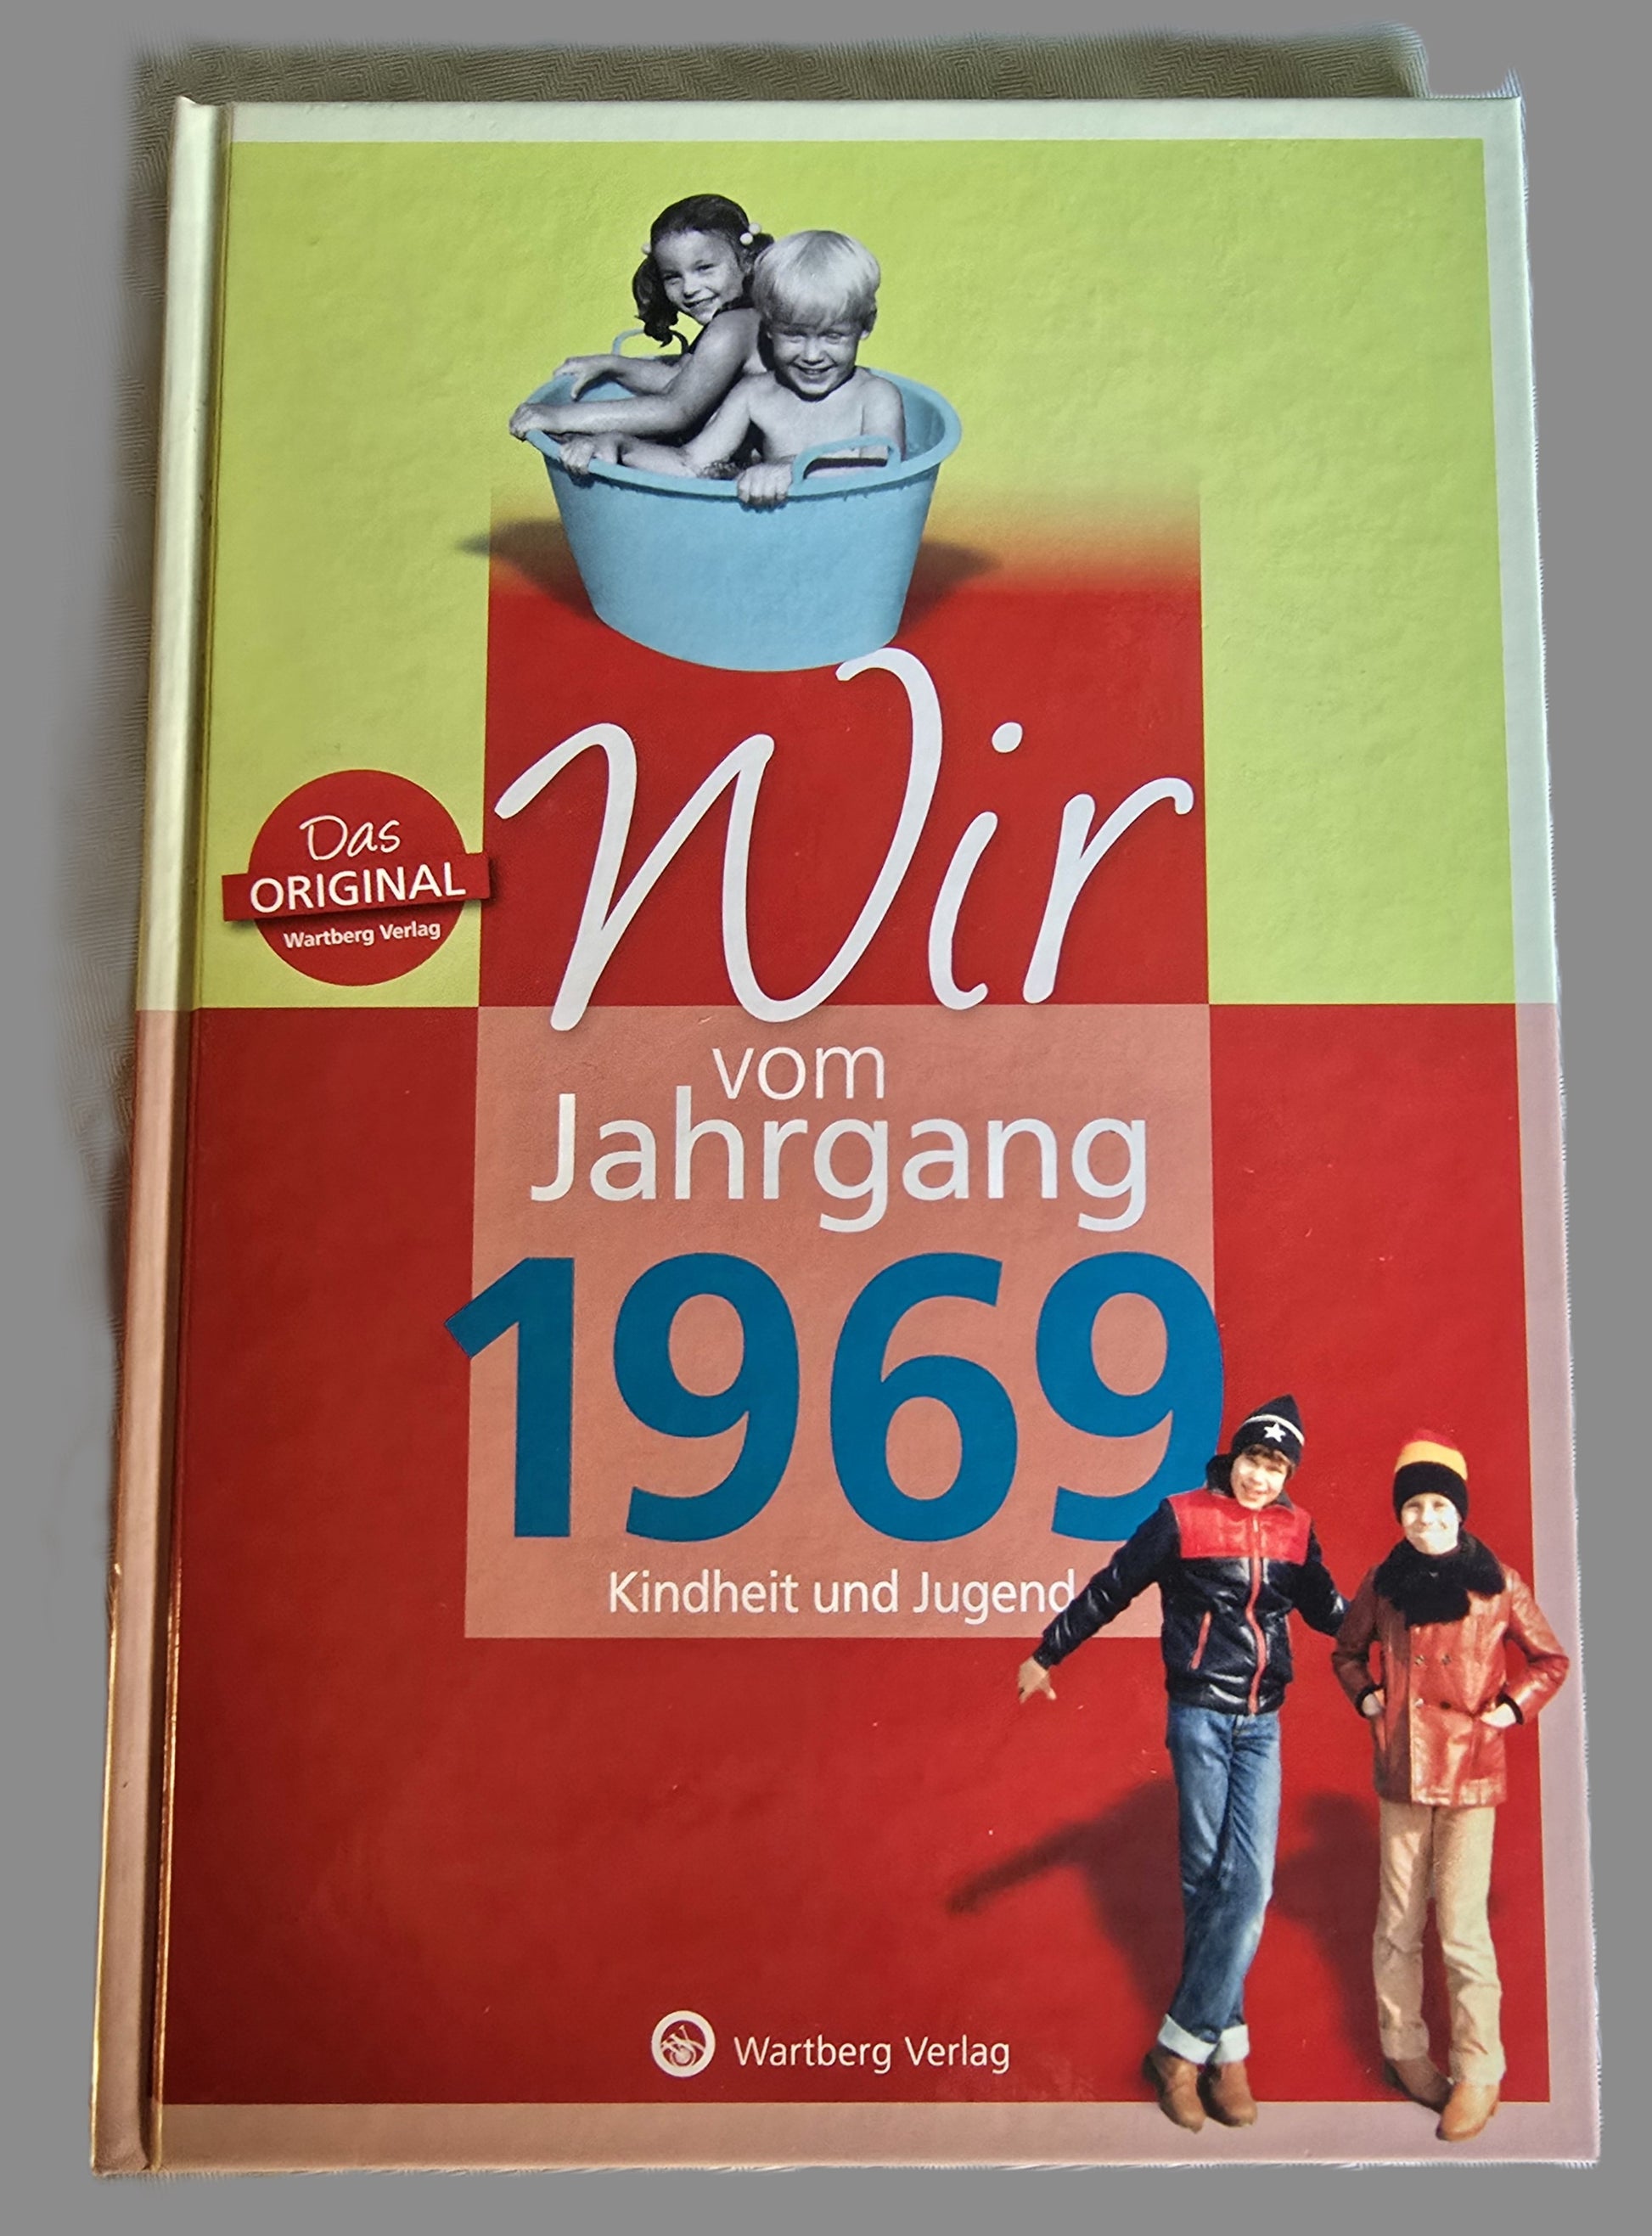 Das
ORIGINAL
Wartberg Verlag
Wir
vom
Jahrgang
1969
Kindheit und Jugend
Wartberg Verlag